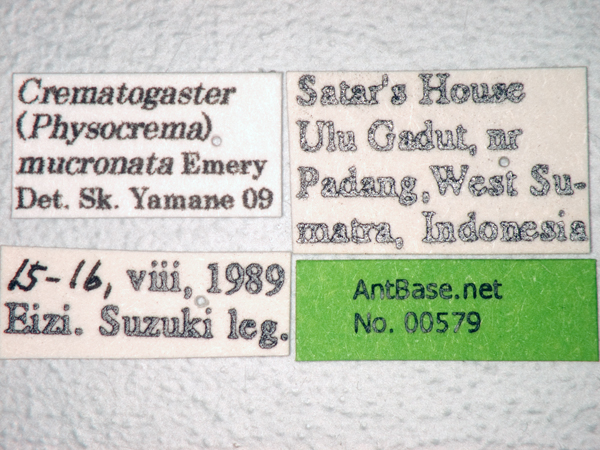 Crematogaster
(Physocrema)
mucronata Emery
Det. Sk. Yamane 09
Satar's House
Ulu Gadut, nr
Padang, West Su-
matra, Indonesia
15-16, viii, 1989
Eizi. Suzuki leg.
AntBase.net
No. 00579